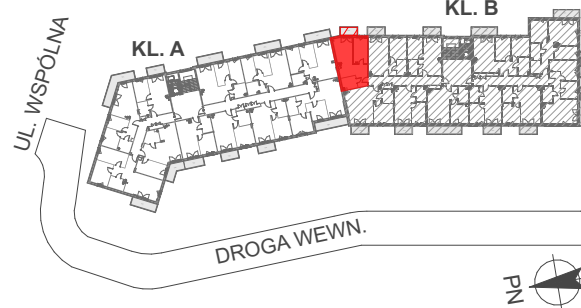 KL. B
KL. A
UL. WSPÓLNA
DROGA WEWN.
PN